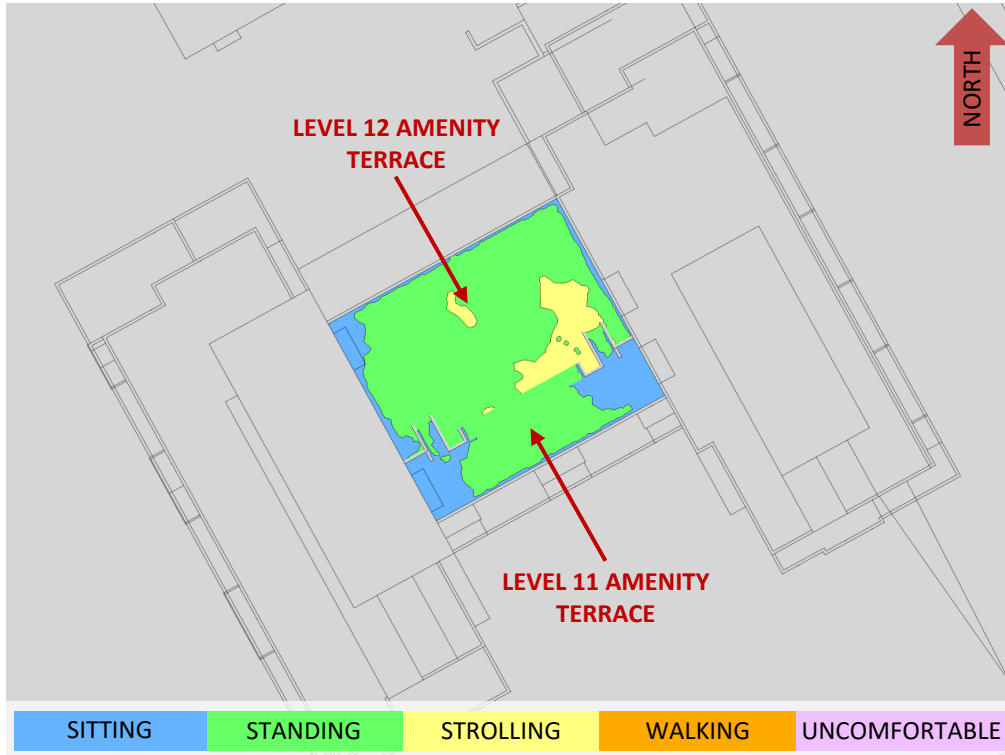 NORTH
LEVEL 12 AMENITY
TERRACE
LEVEL 11 AMENITY
TERRACE
SITTING STANDING STROLLING WALKING UNCOMFORTABLE